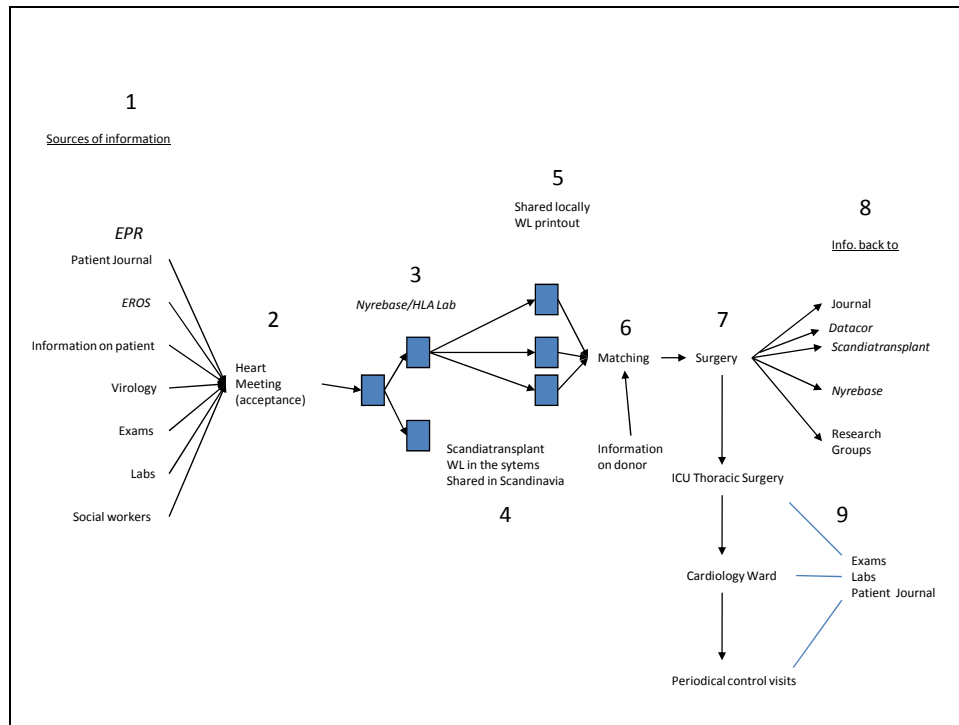 1
Sources of information
EPR
Patient Journal
EROS
Information on patient
Virology
Exams
Labs
Social workers
2
Heart
Meeting
(acceptance)
3
Nyrebase/HLA Lab
Scandiatransplant
WL in the sytems
Shared in Scandinavia
4
5
Shared locally
WL printout
6
Matching
Information
on donor
7
Surgery
ICU Thoracic Surgery
Cardiology Ward
Periodical control visits
8
Info. back to
Journal
Datacor
Scandiatransplant
Nyrebase
Research
Groups
9
Exams
Labs
Patient Journal